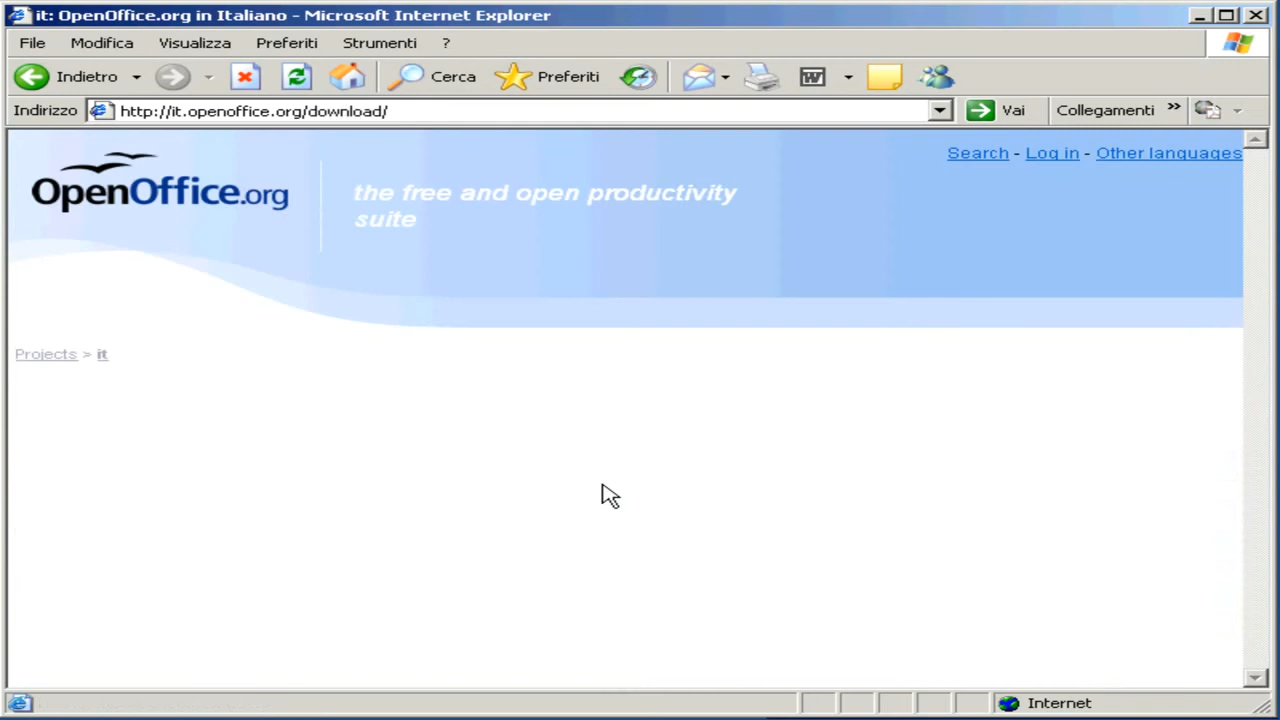 it: OpenOffice.org in Italiano - Microsoft Internet Explorer
File Modifica Visualizza Preferiti Strumenti ?
Indietro Cerca Preferiti
Indirizzo http://it.openoffice.org/download/ Vai Collegamenti »
Search - Log in - Other languages
OpenOffice.org
the free and open productivity
suite
Projects > it
Internet